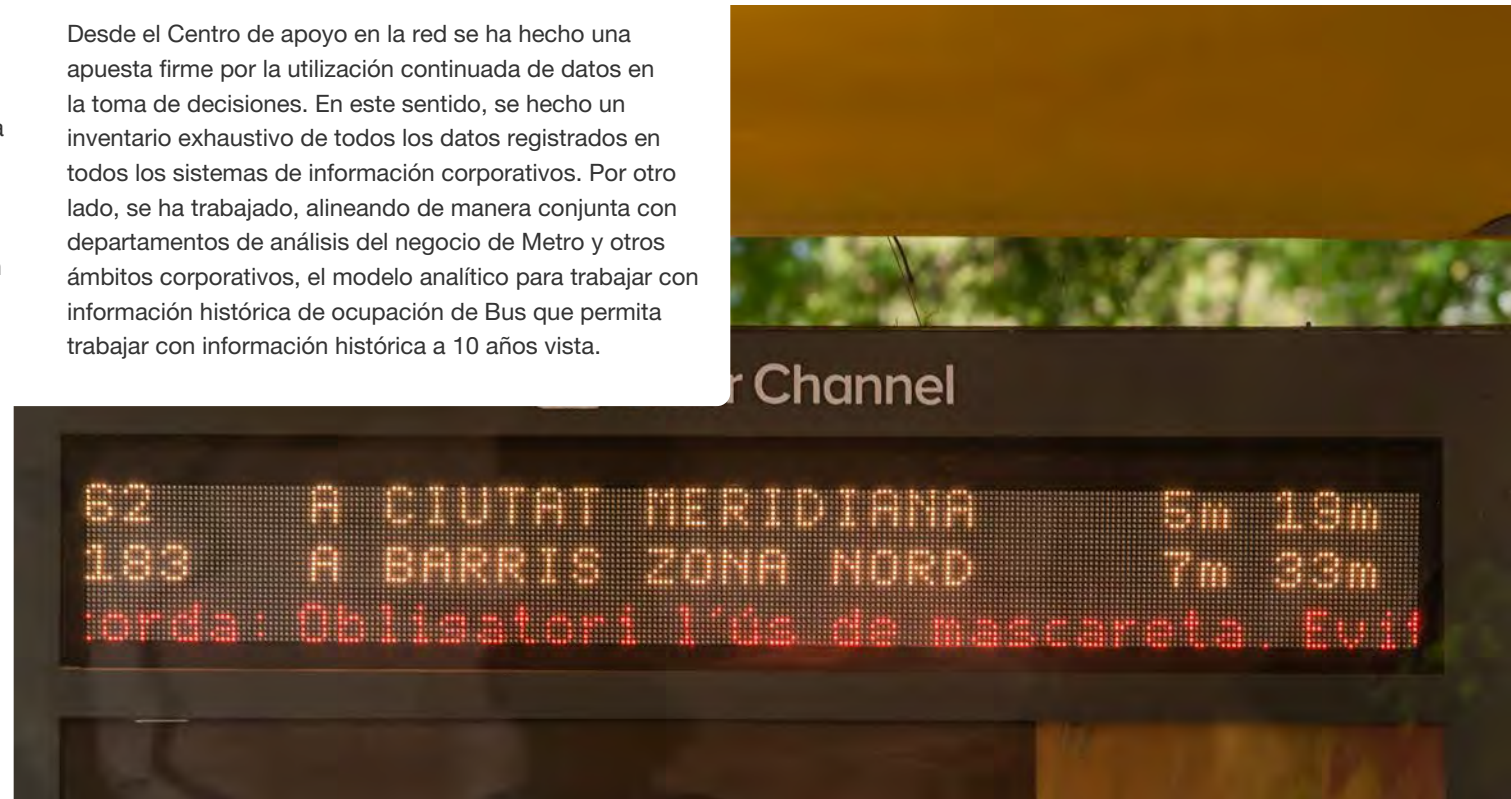 Desde el Centro de apoyo en la red se ha hecho una
apuesta firme por la utilización continuada de datos en
la toma de decisiones. En este sentido, se hecho un
inventario exhaustivo de todos los datos registrados en
todos los sistemas de información corporativos. Por otro
lado, se ha trabajado, alineando de manera conjunta con
departamentos de análisis del negocio de Metro y otros
ámbitos corporativos, el modelo analítico para trabajar con
información histórica de ocupación de Bus que permita
trabajar con información histórica a 10 años vista.
Channel
62 A CIUTAT MERIDIANA 5m 19m
183 A BARRIS ZONA NORD 7m 33m
:orda: Obligatori l'ús de mascareta. Evit